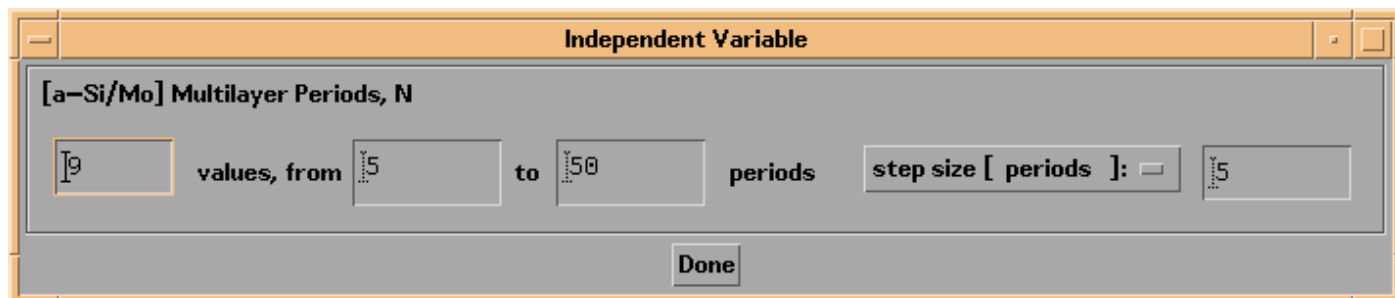 Independent Variable
[a–Si/Mo] Multilayer Periods, N
9 values, from 5 to 50 periods step size [ periods ]: 5
Done